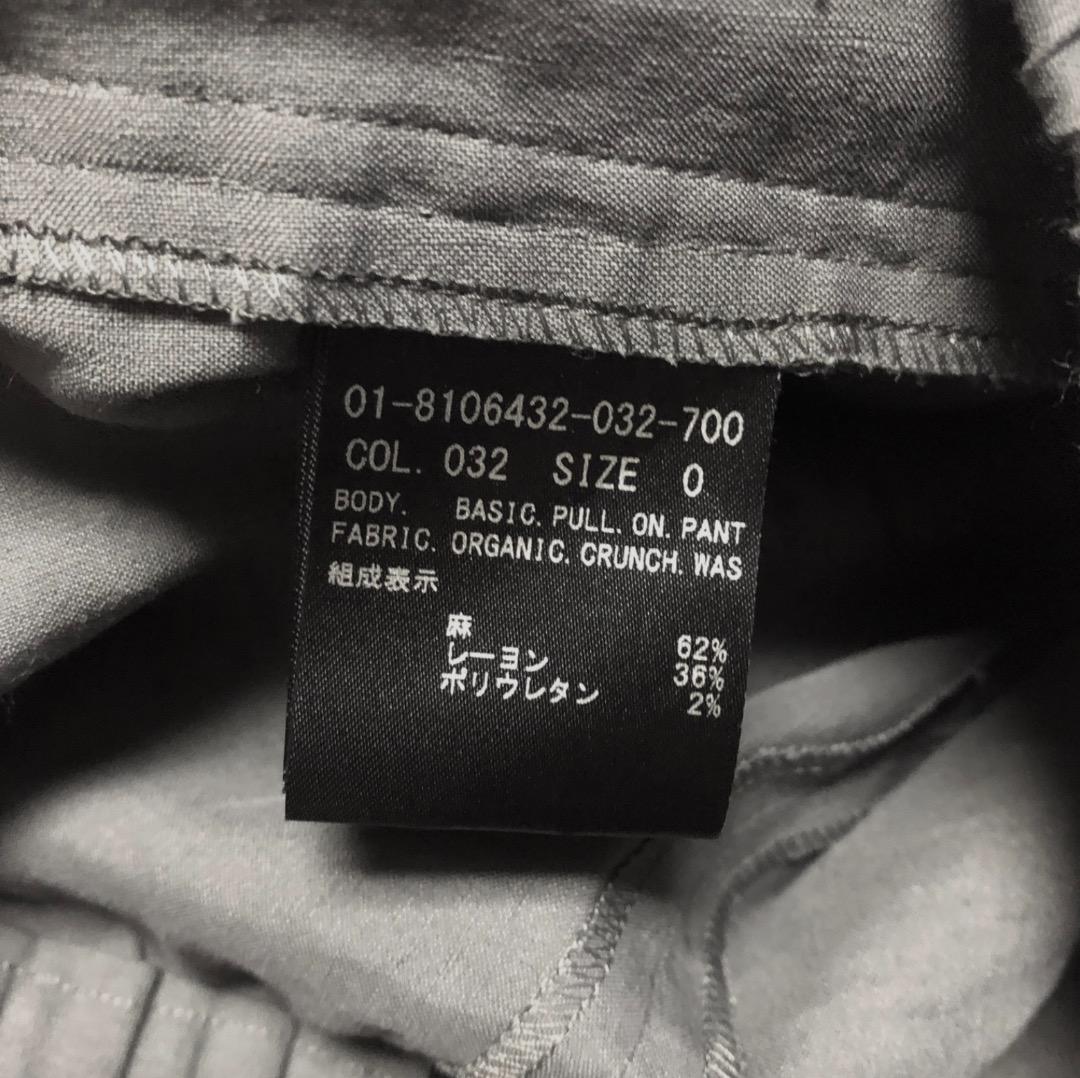 01-8106432-032-700
COL. 032 SIZE 0
BODY. BASIC. PULL. ON. PANT
FABRIC. ORGANIC. CRUNCH. WAS
組成表示
麻 62%
レーヨン 36%
ポリウレタン 2%